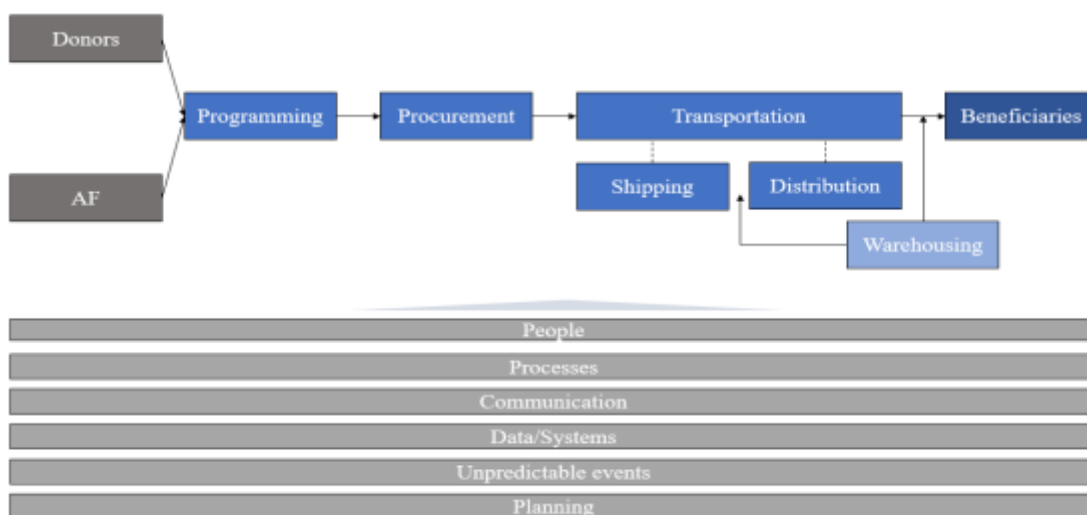 Donors
Programming
Procurement
Transportation
Beneficiaries
Shipping
Distribution
AF
Warehousing
People
Processes
Communication
Data/Systems
Unpredictable events
Planning